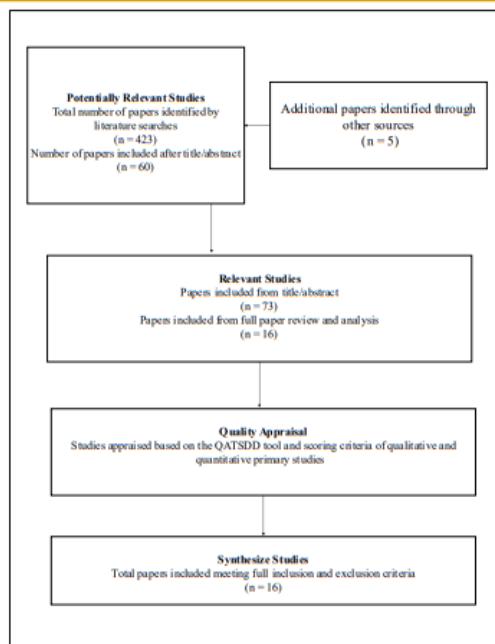 Potentially Relevant Studies
Total number of papers identified by
literature searches
(n = 423)
Number of papers included after title/abstract
(n = 60)
Additional papers identified through
other sources
(n = 5)
Relevant Studies
Papers included from title/abstract
(n = 73)
Papers included from full paper review and analysis
(n = 16)
Quality Appraisal
Studies appraised based on the QATSDD tool and scoring criteria of qualitative and
quantitative primary studies
Synthesize Studies
Total papers included meeting full inclusion and exclusion criteria
(n = 16)